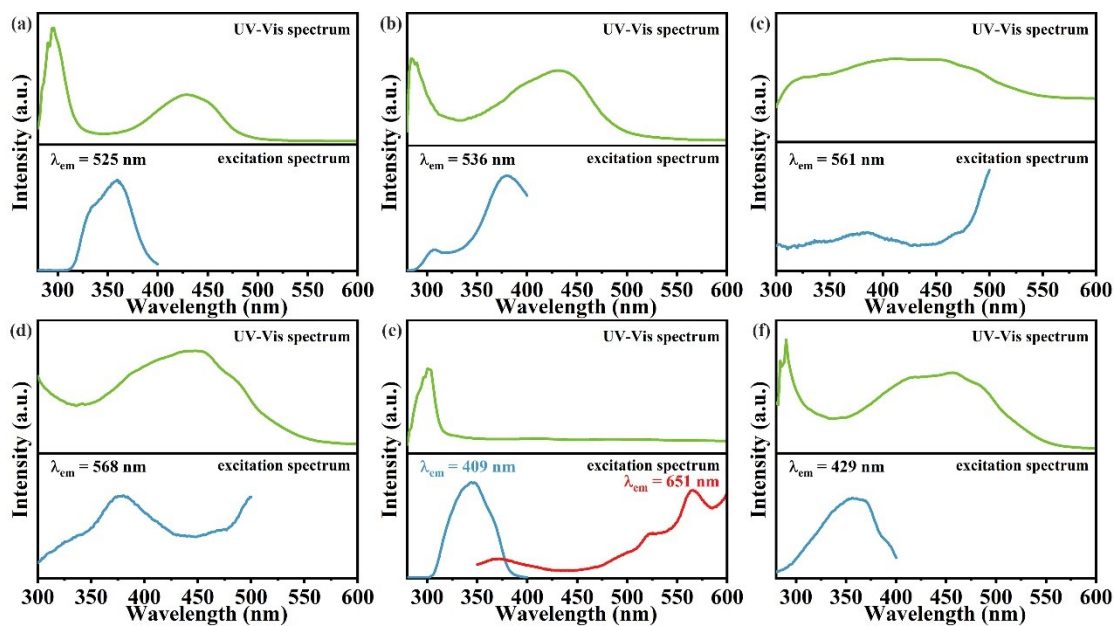 (a)
UV-Vis spectrum
λem = 525 nm
excitation spectrum
Intensity (a.u.)
300 350 400 450 500 550 600
Wavelength (nm)
(b)
UV-Vis spectrum
λem = 536 nm
excitation spectrum
Intensity (a.u.)
300 350 400 450 500 550 600
Wavelength (nm)
(c)
UV-Vis spectrum
λem = 561 nm
excitation spectrum
Intensity (a.u.)
300 350 400 450 500 550 600
Wavelength (nm)
(d)
UV-Vis spectrum
λem = 568 nm
excitation spectrum
Intensity (a.u.)
300 350 400 450 500 550 600
Wavelength (nm)
(e)
UV-Vis spectrum
λem = 409 nm
excitation spectrum
λem = 651 nm
Intensity (a.u.)
300 350 400 450 500 550 600
Wavelength (nm)
(f)
UV-Vis spectrum
λem = 429 nm
excitation spectrum
Intensity (a.u.)
300 350 400 450 500 550 600
Wavelength (nm)